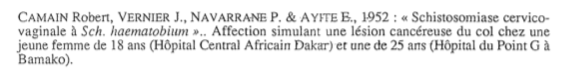 CAMAIN Robert, VERNIER J., NAVARRANE P. & AYFTE E., 1952 : « Schistosomiase cervico-
vaginale à Sch. haematobium ».. Affection simulant une lésion cancéreuse du col chez une
jeune femme de 18 ans (Hôpital Central Africain Dakar) et une de 25 ans (Hôpital du Point G à
Bamako).